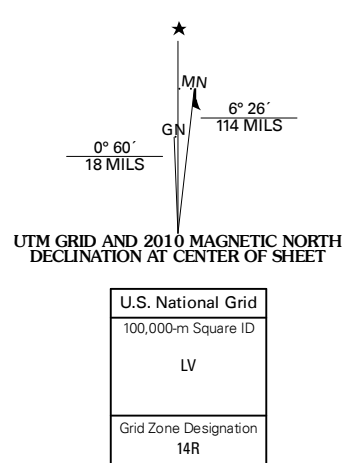 MN
GN
6° 26´
114 MILS
0° 60´
18 MILS
UTM GRID AND 2010 MAGNETIC NORTH
DECLINATION AT CENTER OF SHEET
U.S. National Grid
100,000-m Square ID
LV
Grid Zone Designation
14R